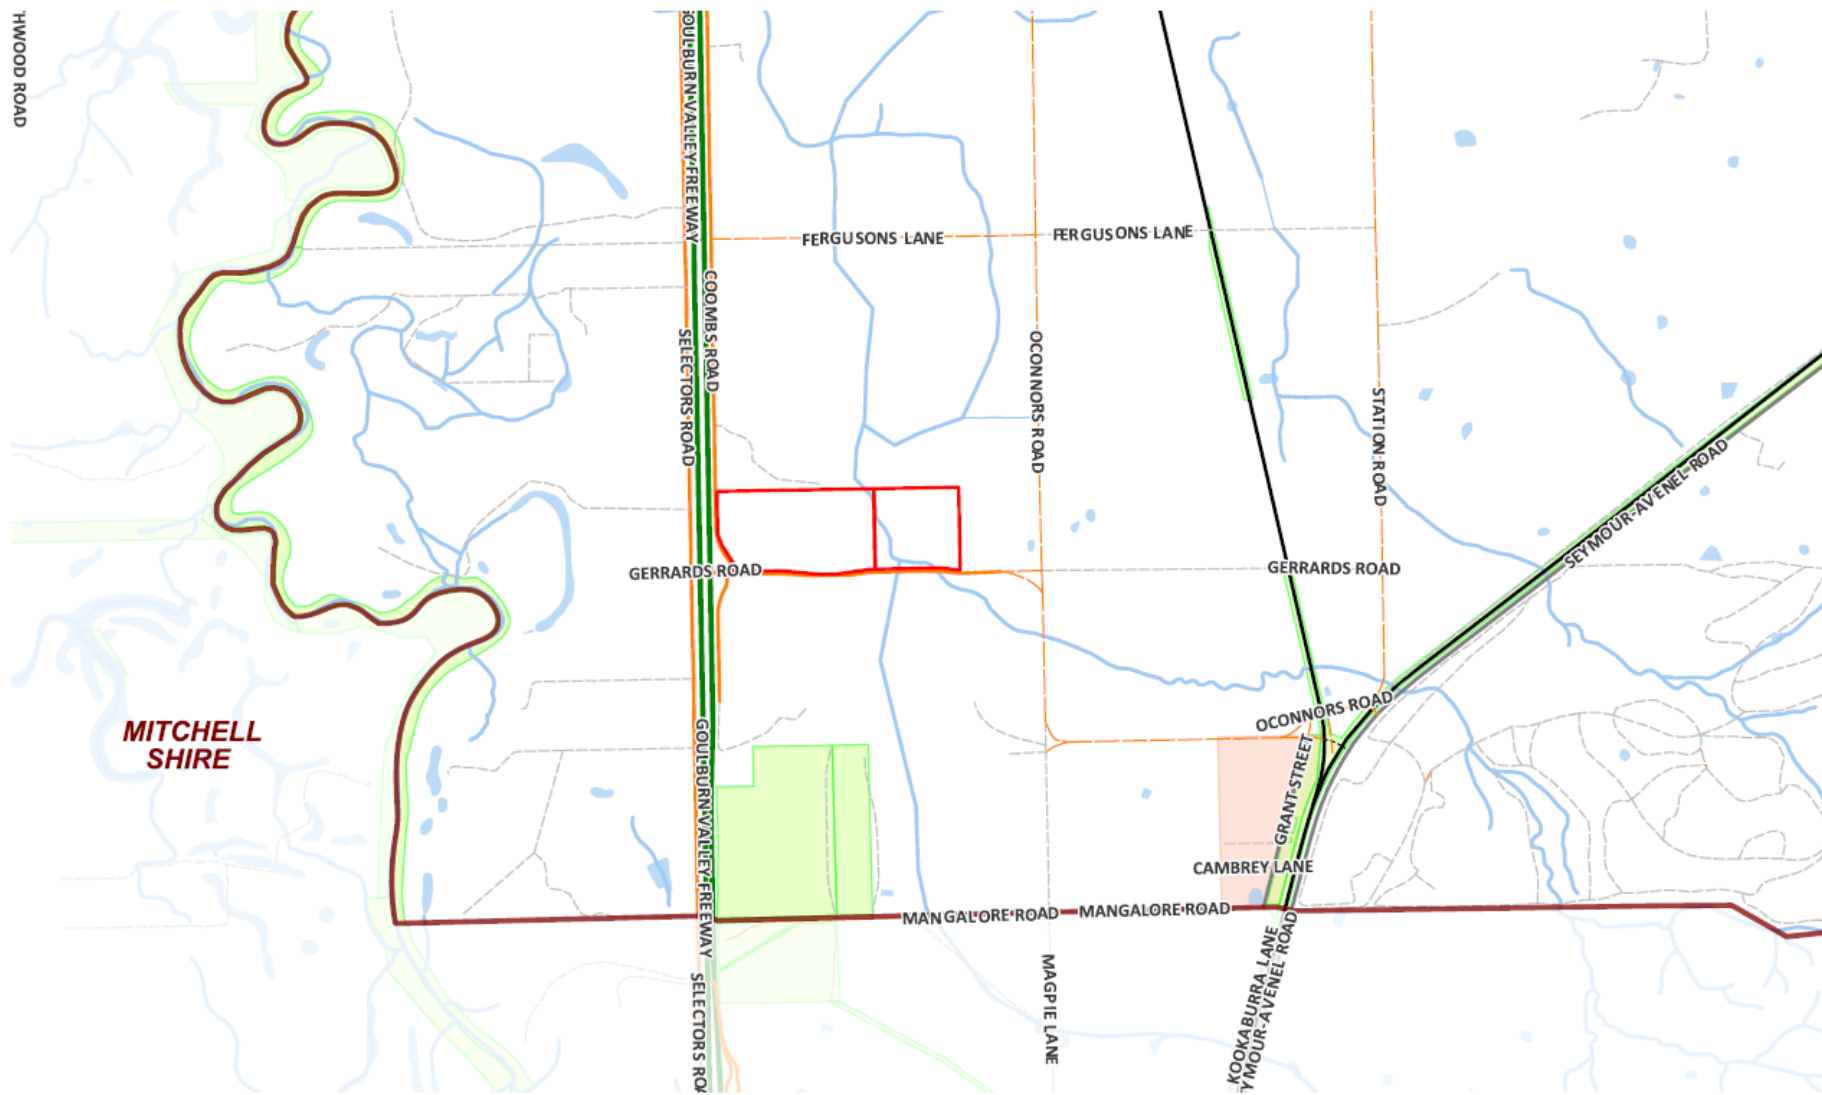 HWOOD ROAD
GOULBURN VALLEY FREEWAY
FERGUSONS LANE
FERGUSONS LANE
COOMBS ROAD
SELECTORS ROAD
OCONNORS ROAD
STATION ROAD
SEYMOUR-AVENEL ROAD
GERRARDS ROAD
GERRARDS ROAD
OCONNORS ROAD
MITCHELL
SHIRE
GOULBURN VALLEY FREEWAY
GRANT STREET
CAMBREY LANE
MANGALORE ROAD
MANGALORE ROAD
SELECTORS ROA
MAGPIE LANE
KOOKABURRA LANE
YMOUR-AVENEL ROAD